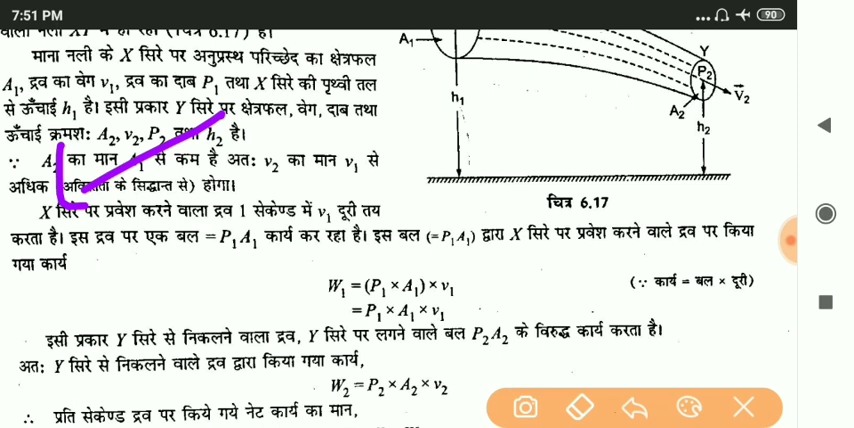 7:51 PM
90
माना नली के X सिरे पर अनुप्रस्थ परिच्छेद का क्षेत्रफल
A₁, द्रव का वेग v₁, द्रव का दाब P₁ तथा X सिरे की पृथ्वी तल
से ऊँचाई h₁ है। इसी प्रकार Y सिरे पर क्षेत्रफल, वेग, दाब तथा
ऊँचाई क्रमश: A₂, v₂, P₂ तथा h₂ है।
∵ A₂ का मान A₁ से कम है अत: v₂ का मान v₁ से
अधिक (अविरतता के सिद्धान्त से) होगा।
A₁
h₁
Y
P₂
V₂
A₂
h₂
चित्र 6.17
X सिरे पर प्रवेश करने वाला द्रव 1 सेकेण्ड में v₁ दूरी तय
करता है। इस द्रव पर एक बल = P₁A₁ कार्य कर रहा है। इस बल (=P₁A₁) द्वारा X सिरे पर प्रवेश करने वाले द्रव पर किया
गया कार्य
W₁ = (P₁ × A₁) × v₁ (∵ कार्य = बल × दूरी)
= P₁ × A₁ × v₁
इसी प्रकार Y सिरे से निकलने वाला द्रव, Y सिरे पर लगने वाले बल P₂A₂ के विरुद्ध कार्य करता है।
अत: Y सिरे से निकलने वाले द्रव द्वारा किया गया कार्य,
W₂ = P₂ × A₂ × v₂
∴ प्रति सेकेण्ड द्रव पर किये गये नेट कार्य का मान,